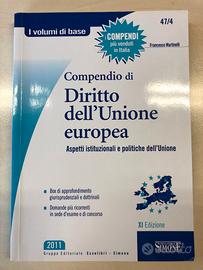 I volumi di base
COMPENDI
più venduti
in Italia
47/4
Francesco Martinelli
Compendio di
Diritto
dell'Unione
europea
Aspetti istituzionali e politiche dell'Unione
• Box di approfondimento
giurisprudenziali e dottrinali
• Domande più ricorrenti
in sede d'esame o di concorso
XI Edizione
SIMONE
2011
Gruppo Editoriale Esselibri - Simone
subito